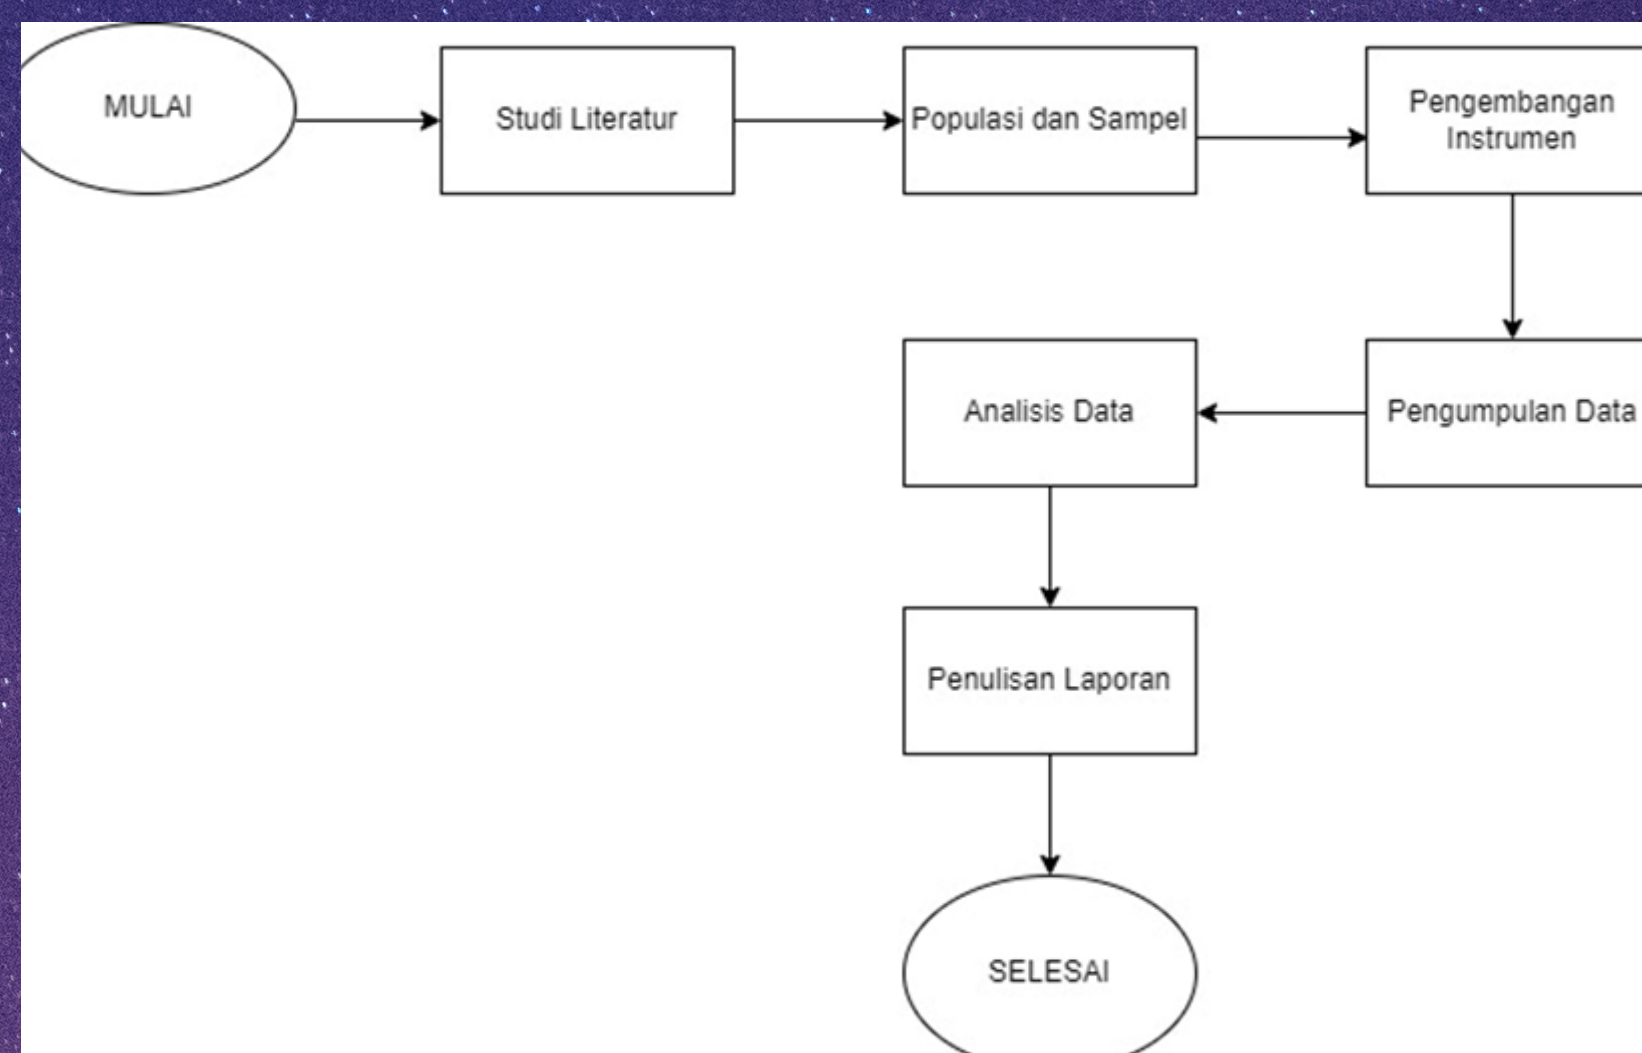 MULAI
Studi Literatur
Populasi dan Sampel
Pengembangan
Instrumen
Analisis Data
Pengumpulan Data
Penulisan Laporan
SELESAI